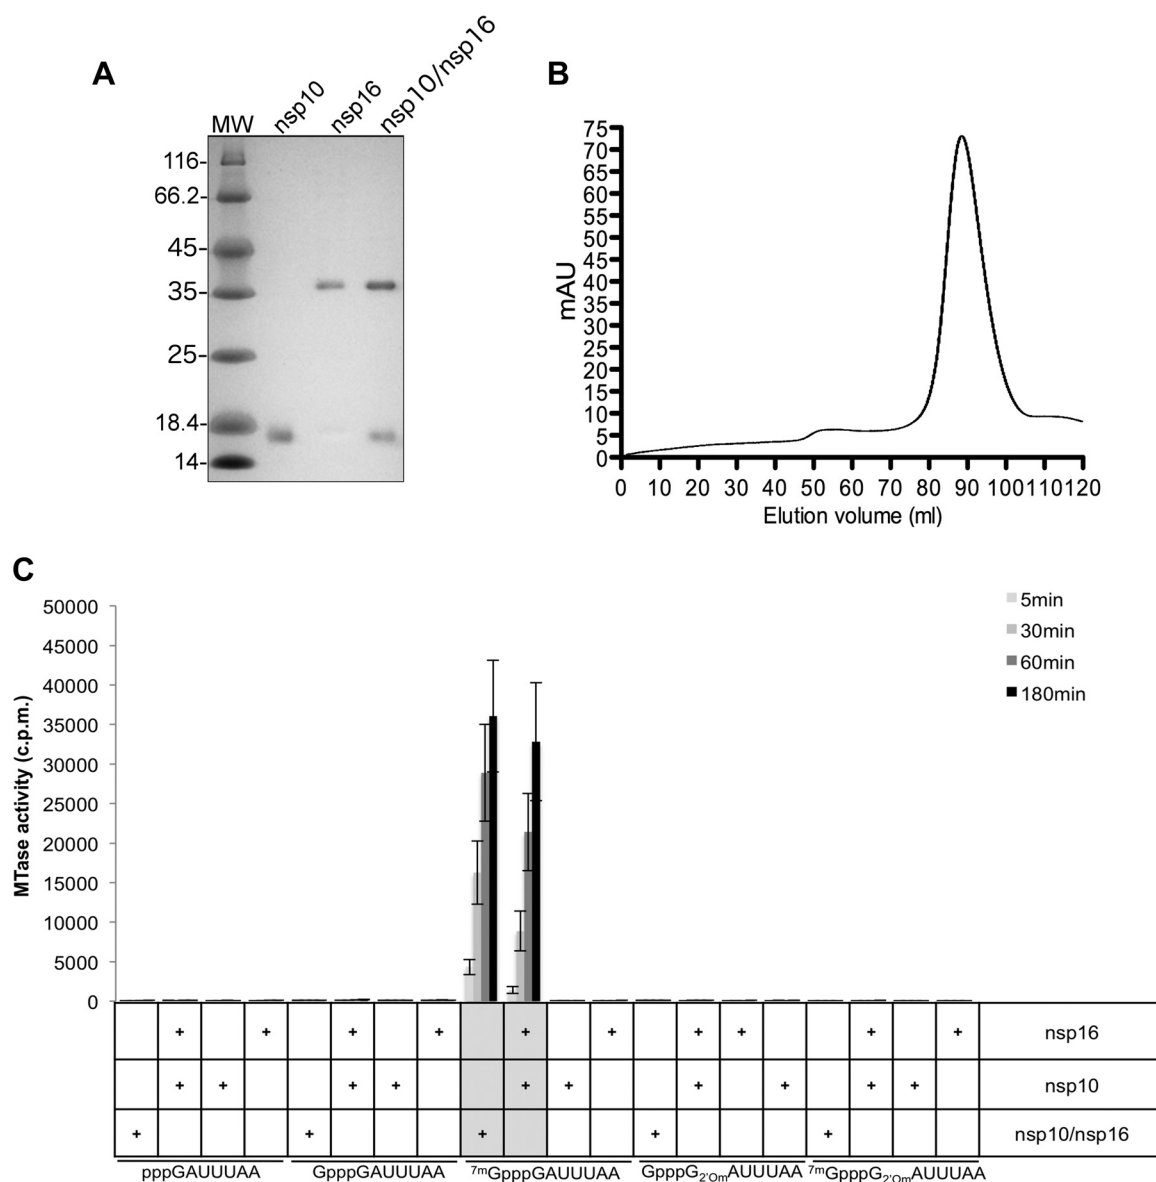 A
MW nsp10 nsp16 nsp10/nsp16
116-
66.2-
45-
35-
25-
18.4-
14-
B
mAU
75
70
65
60
55
50
45
40
35
30
25
20
15
10
5
0
0 10 20 30 40 50 60 70 80 90 100 110 120
Elution volume (ml)
C
MTase activity (c.p.m.)
50000
45000
40000
35000
30000
25000
20000
15000
10000
5000
0
5min
30min
60min
180min
+ + + + + + + + + + nsp16
+ + + + + + + + + + nsp10
+ + + + + nsp10/nsp16
pppGAUUUAA GpppGAUUUAA 7mGpppGAUUUAA GpppG2'OmAUUUAA 7mGpppG2'OmAUUUAA